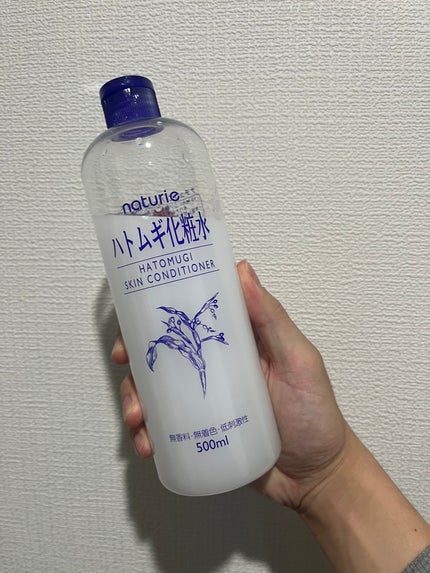 naturie
ハトムギ化粧水
HATOMUGI
SKIN CONDITIONER
無香料・無着色・低刺激性
500ml